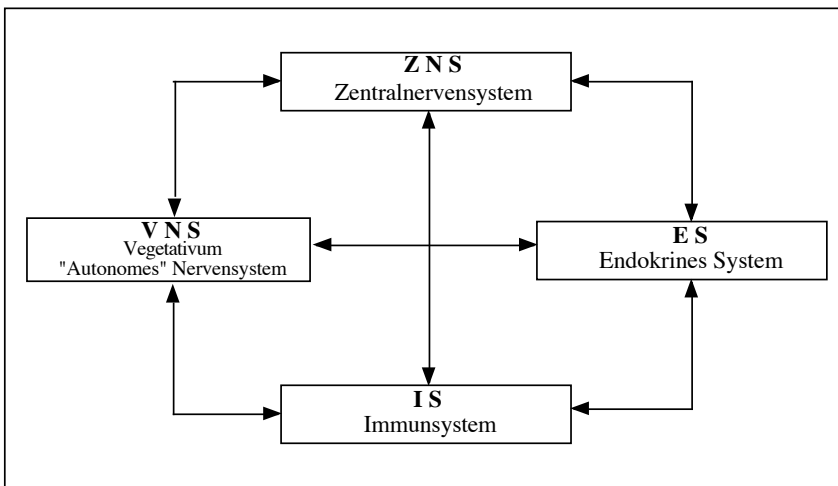 Z N S
Zentralnervensystem
V N S
Vegetativum
"Autonomes" Nervensystem
E S
Endokrines System
I S
Immunsystem